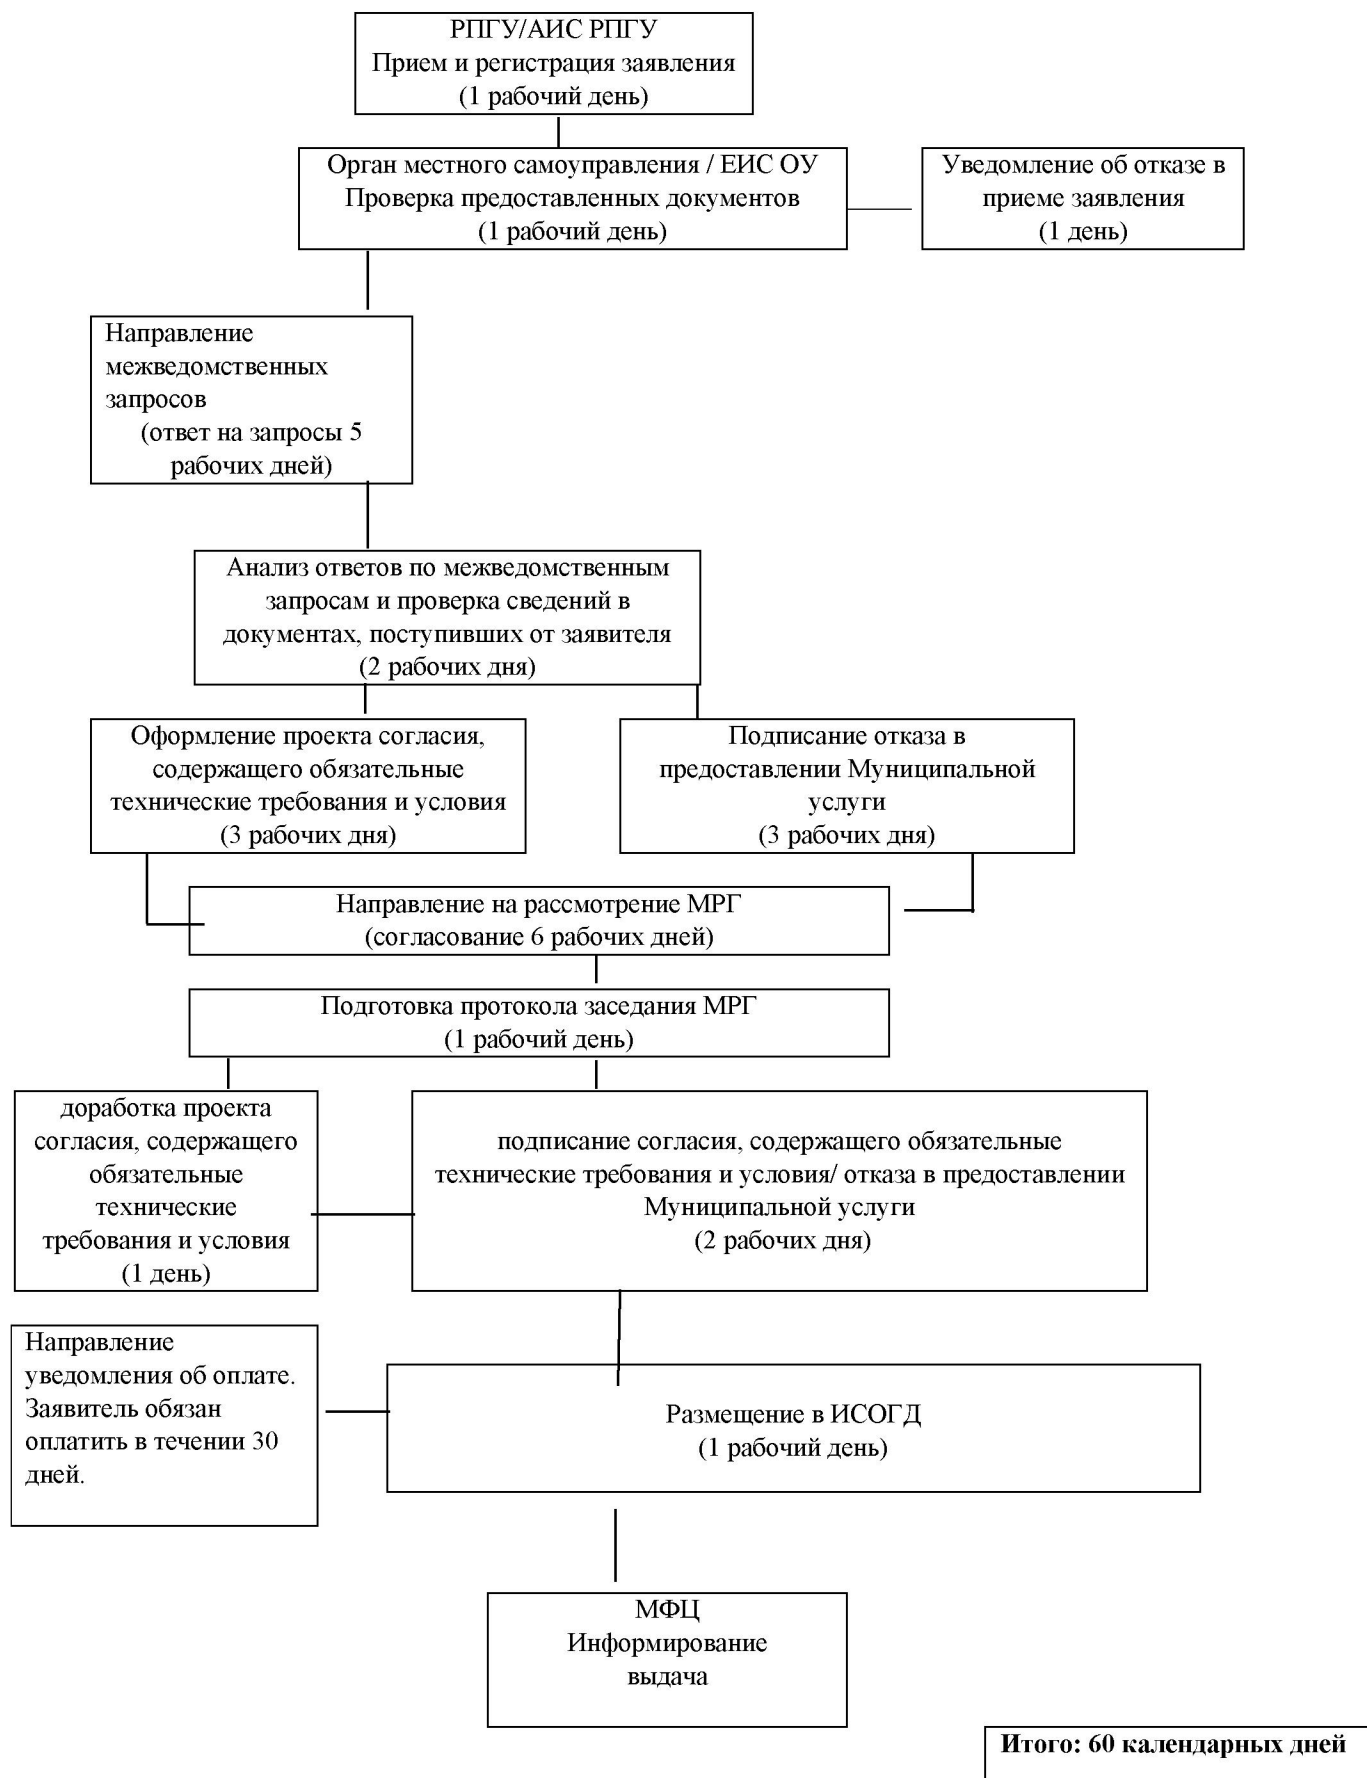 РПГУ/АИС РПГУ
Прием и регистрация заявления
(1 рабочий день)
Орган местного самоуправления / ЕИС ОУ
Проверка предоставленных документов
(1 рабочий день)
Уведомление об отказе в
приеме заявления
(1 день)
Направление
межведомственных
запросов
(ответ на запросы 5
рабочих дней)
Анализ ответов по межведомственным
запросам и проверка сведений в
документах, поступивших от заявителя
(2 рабочих дня)
Оформление проекта согласия,
содержащего обязательные
технические требования и условия
(3 рабочих дня)
Подписание отказа в
предоставлении Муниципальной
услуги
(3 рабочих дня)
Направление на рассмотрение МРГ
(согласование 6 рабочих дней)
Подготовка протокола заседания МРГ
(1 рабочий день)
доработка проекта
согласия, содержащего
обязательные
технические
требования и условия
(1 день)
подписание согласия, содержащего обязательные
технические требования и условия/ отказа в предоставлении
Муниципальной услуги
(2 рабочих дня)
Направление
уведомления об оплате.
Заявитель обязан
оплатить в течении 30
дней.
Размещение в ИСОГД
(1 рабочий день)
МФЦ
Информирование
выдача
Итого: 60 календарных дней